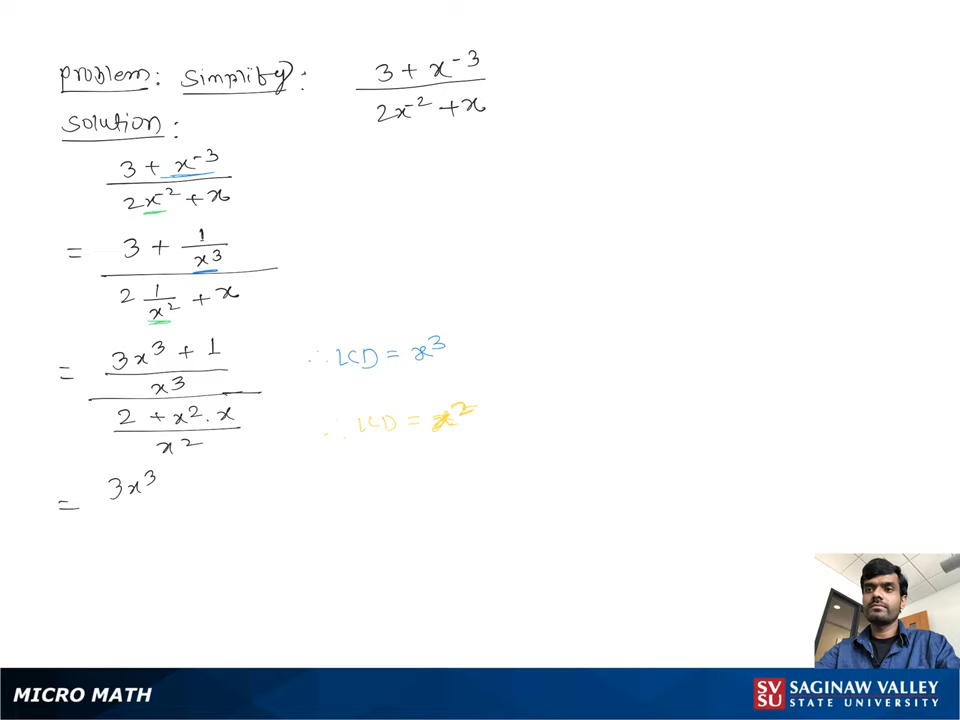 Problem: Simplify: (3 + x^-3)/(2x^-2 + x)
Solution:
(3 + x^-3)/(2x^-2 + x)
= (3 + 1/x^3)/(2 1/x^2 + x)
= ((3x^3 + 1)/x^3)/((2 + x^2 . x)/x^2)
∴ LCD = x^3
∴ LCD = x^2
= 3x^3
MICRO MATH
SV SU SAGINAW VALLEY
STATE UNIVERSITY